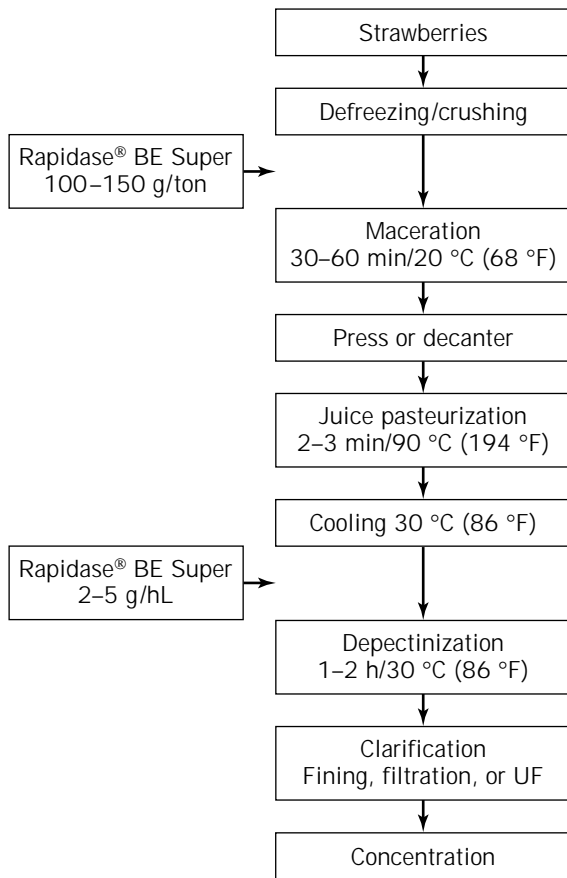 Strawberries
Defreezing/crushing
Rapidase® BE Super
100–150 g/ton
Maceration
30–60 min/20 °C (68 °F)
Press or decanter
Juice pasteurization
2–3 min/90 °C (194 °F)
Cooling 30 °C (86 °F)
Rapidase® BE Super
2–5 g/hL
Depectinization
1–2 h/30 °C (86 °F)
Clarification
Fining, filtration, or UF
Concentration